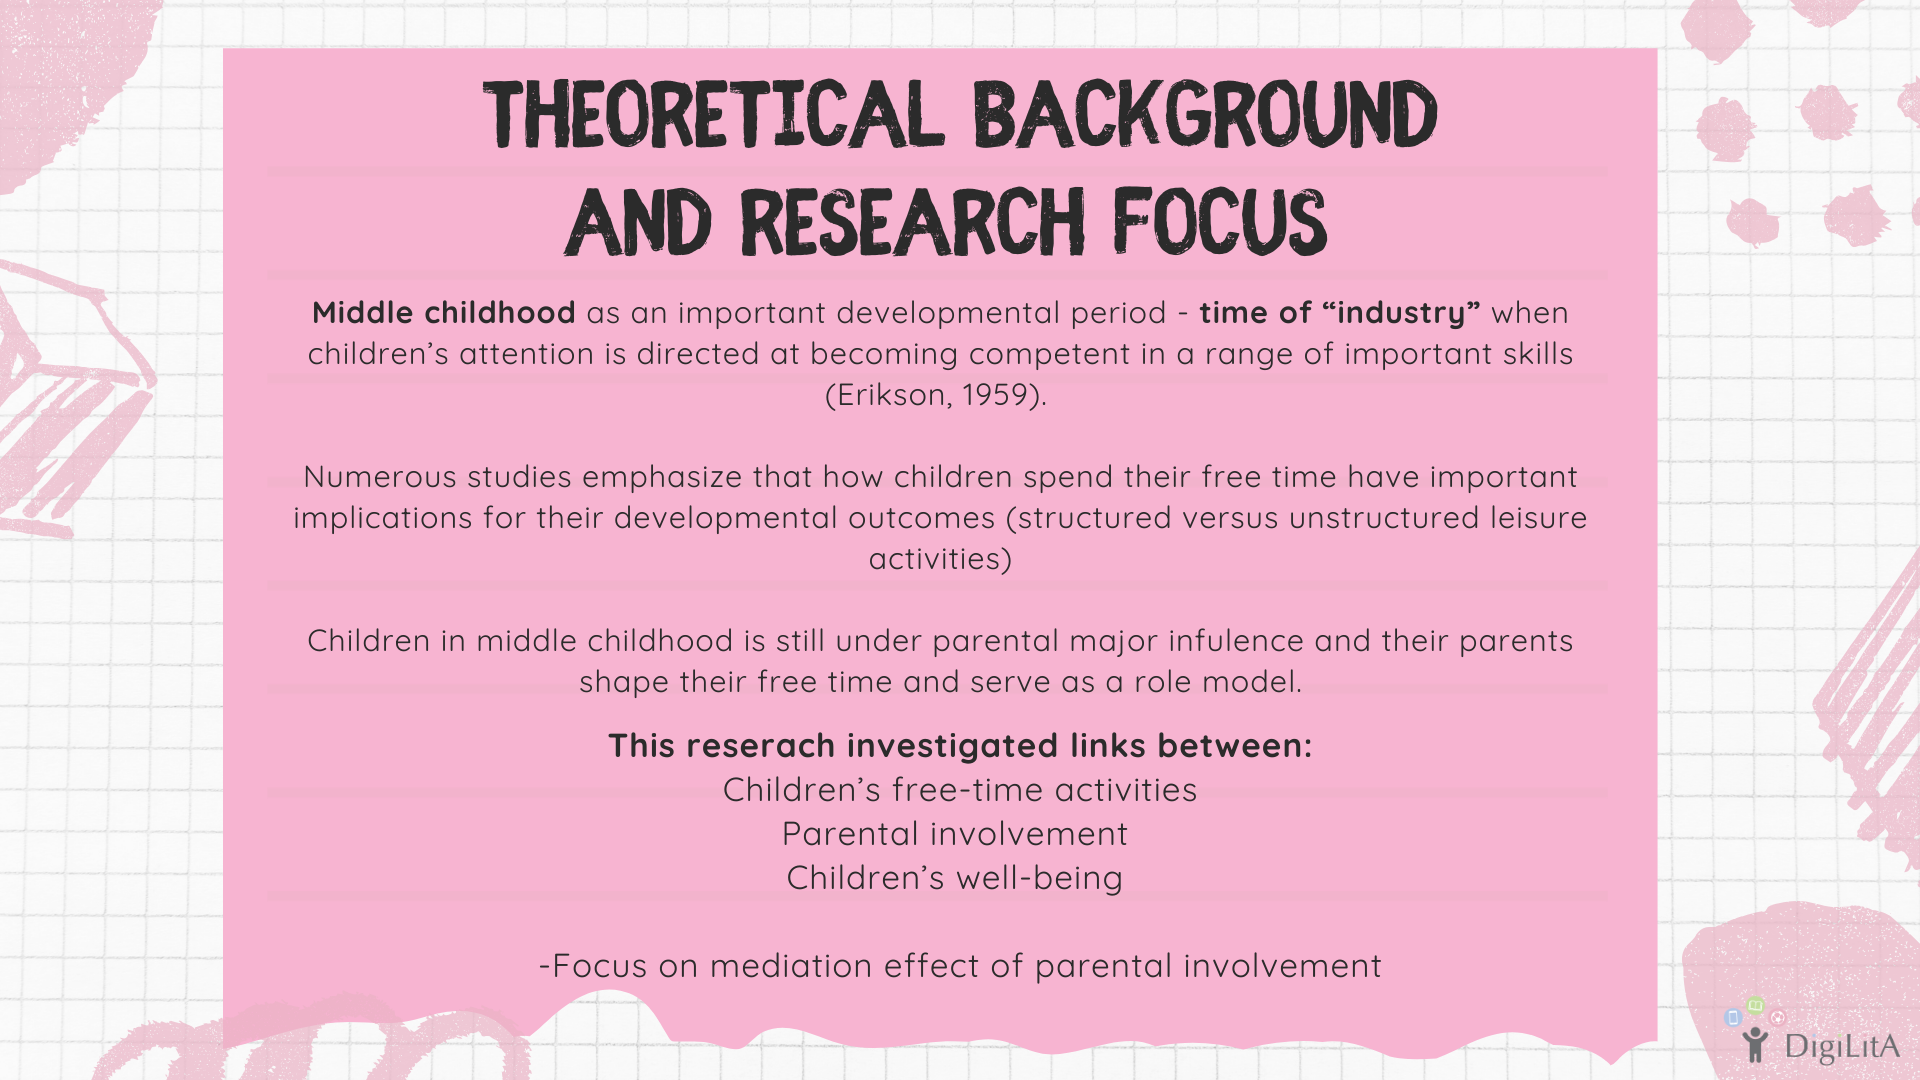 THEORETICAL BACKGROUND
AND RESEARCH FOCUS
Middle childhood as an important developmental period - time of “industry” when
children’s attention is directed at becoming competent in a range of important skills
(Erikson, 1959).
Numerous studies emphasize that how children spend their free time have important
implications for their developmental outcomes (structured versus unstructured leisure
activities)
Children in middle childhood is still under parental major infulence and their parents
shape their free time and serve as a role model.
This reserach investigated links between:
Children’s free-time activities
Parental involvement
Children’s well-being
-Focus on mediation effect of parental involvement
DigiLitA